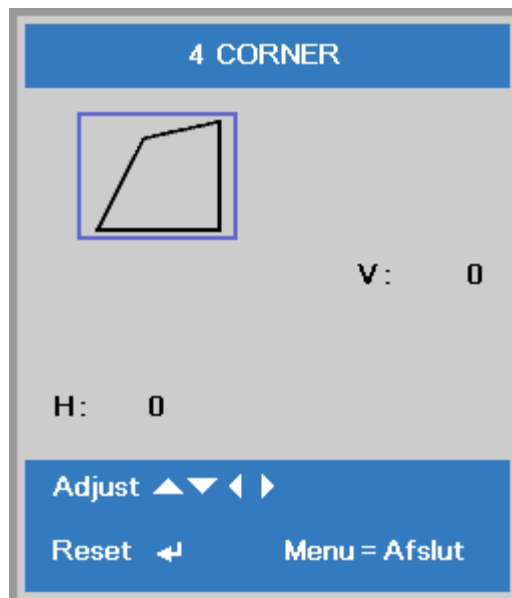 4 CORNER
V: 0
H: 0
Adjust ▲▼◀▶
Reset ↵ Menu = Afslut